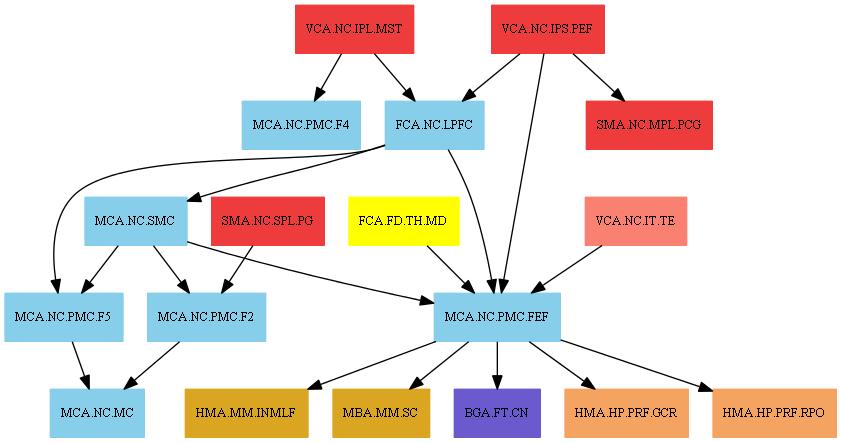 VCA.NC.IPL.MST
VCA.NC.IPS.PEF
MCA.NC.PMC.F4
FCA.NC.LPFC
SMA.NC.MPL.PCG
MCA.NC.SMC
SMA.NC.SPL.PG
FCA.FD.TH.MD
VCA.NC.IT.TE
MCA.NC.PMC.F5
MCA.NC.PMC.F2
MCA.NC.PMC.FEF
MCA.NC.MC
HMA.MM.INMLF
MBA.MM.SC
BGA.FT.CN
HMA.HP.PRF.GCR
HMA.HP.PRF.RPO